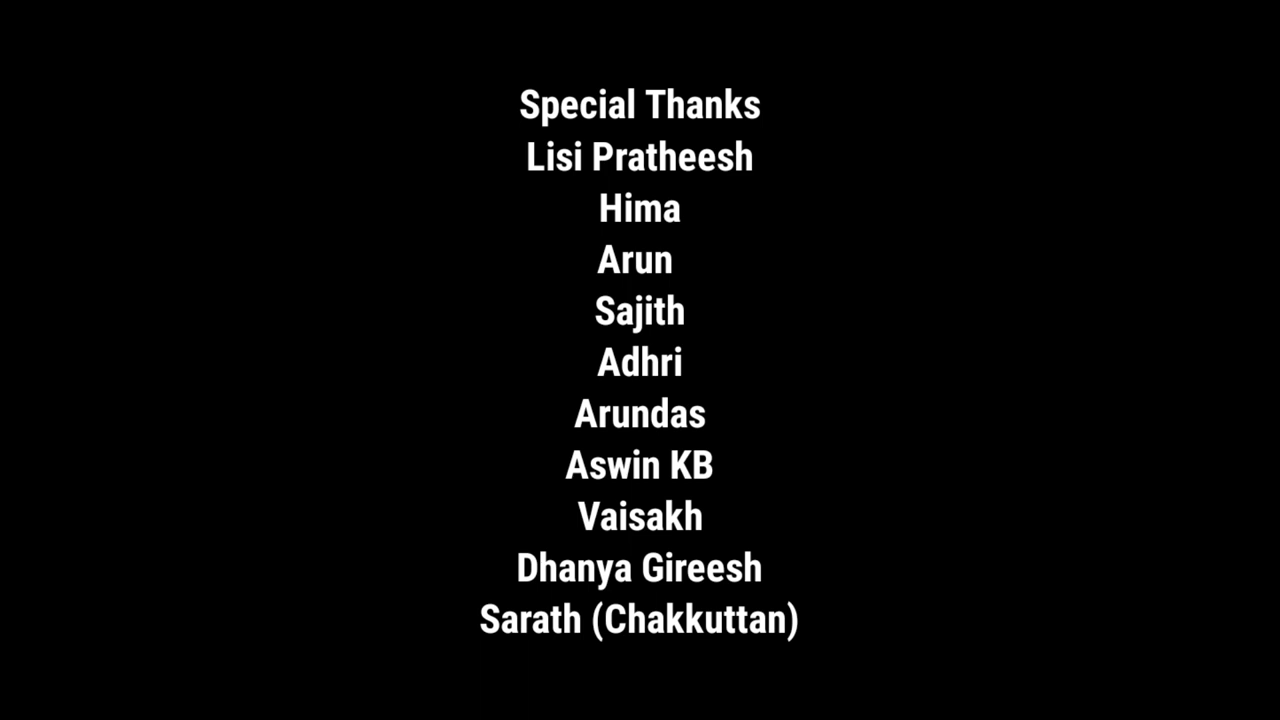 Special Thanks
Lisi Pratheesh
Hima
Arun
Sajith
Adhri
Arundas
Aswin KB
Vaisakh
Dhanya Gireesh
Sarath (Chakkuttan)